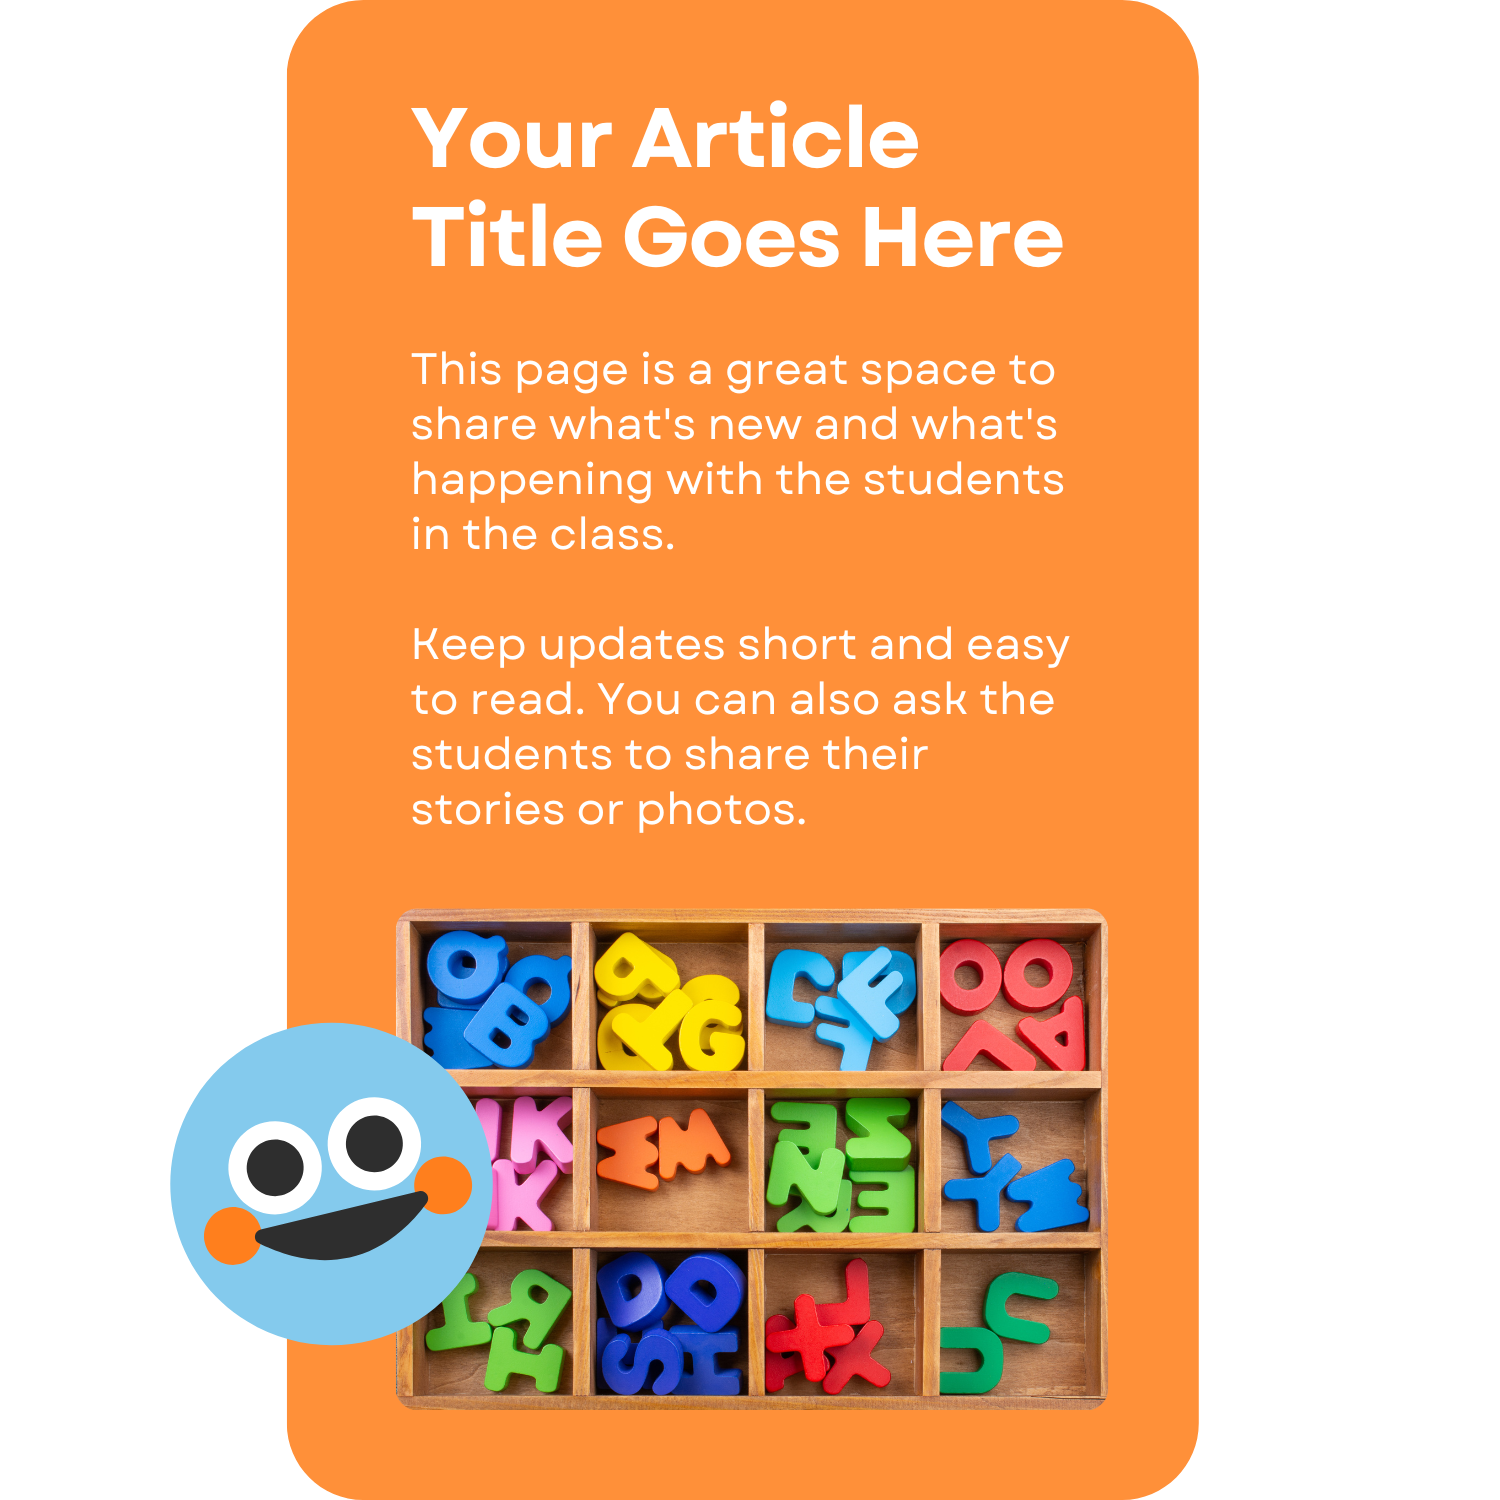 Your Article
Title Goes Here
This page is a great space to
share what's new and what's
happening with the students
in the class.
Keep updates short and easy
to read. You can also ask the
students to share their
stories or photos.